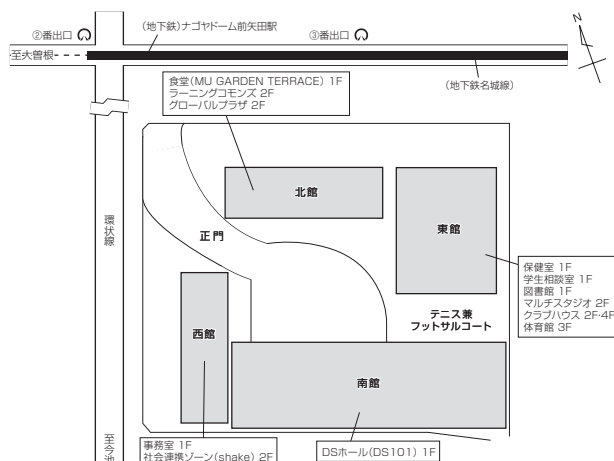 ②番出口
(地下鉄)ナゴヤドーム前矢田駅
③番出口
N
至大曽根
(地下鉄名城線)
食堂(MU GARDEN TERRACE) 1F
ラーニングコモンズ 2F
グローバルプラザ 2F
環状線
北館
正門
東館
保健室 1F
学生相談室 1F
図書館 1F
マルチスタジオ 2F
クラブハウス 2F・4F
体育館 3F
テニス兼
フットサルコート
西館
南館
至今池
事務室 1F
社会連携ゾーン(shake) 2F
DSホール(DS101) 1F